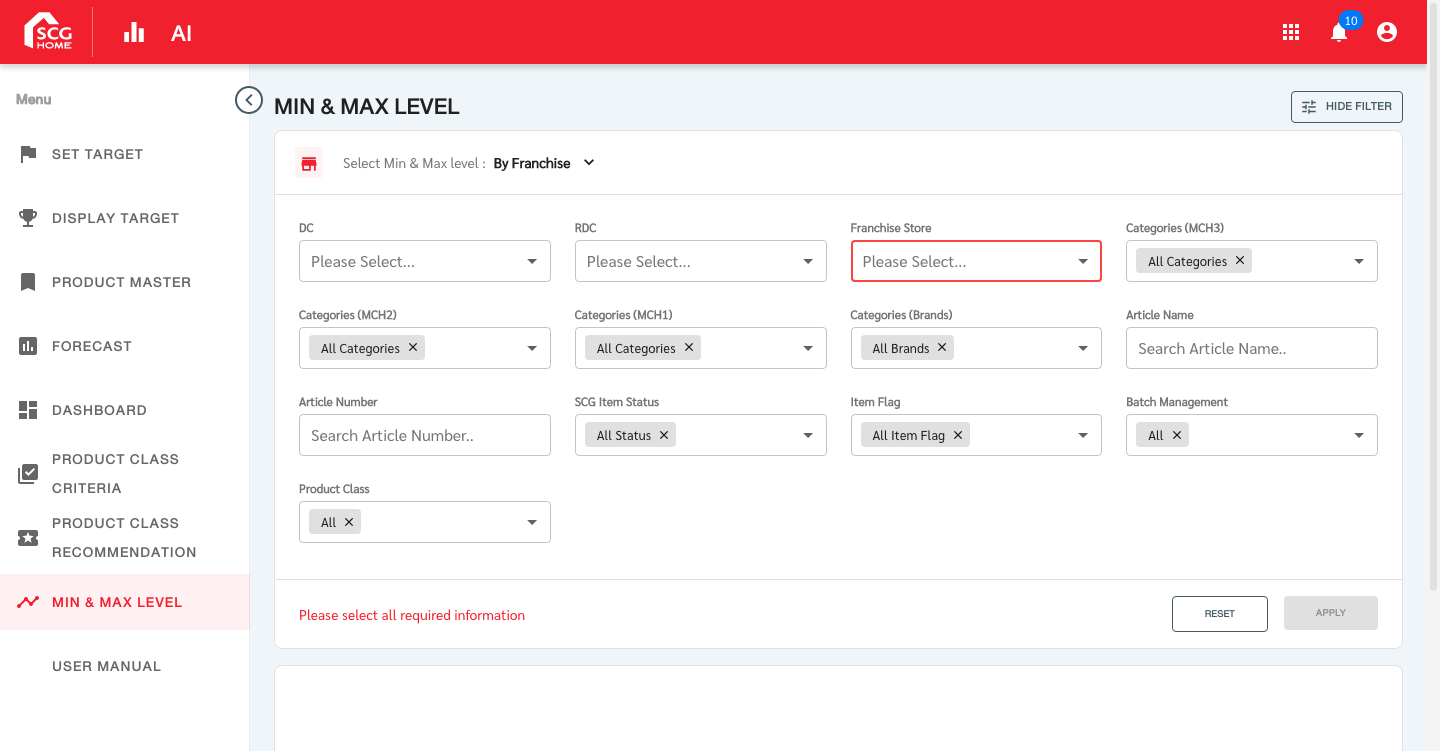 SCG
HOME
AI
10
Menu
SET TARGET
DISPLAY TARGET
PRODUCT MASTER
FORECAST
DASHBOARD
PRODUCT CLASS
CRITERIA
PRODUCT CLASS
RECOMMENDATION
MIN & MAX LEVEL
USER MANUAL
MIN & MAX LEVEL
HIDE FILTER
Select Min & Max level : By Franchise
DC
Please Select...
RDC
Please Select...
Franchise Store
Please Select...
Categories (MCH3)
All Categories
Categories (MCH2)
All Categories
Categories (MCH1)
All Categories
Categories (Brands)
All Brands
Article Name
Search Article Name..
Article Number
Search Article Number..
SCG Item Status
All Status
Item Flag
All Item Flag
Batch Management
All
Product Class
All
Please select all required information
RESET
APPLY